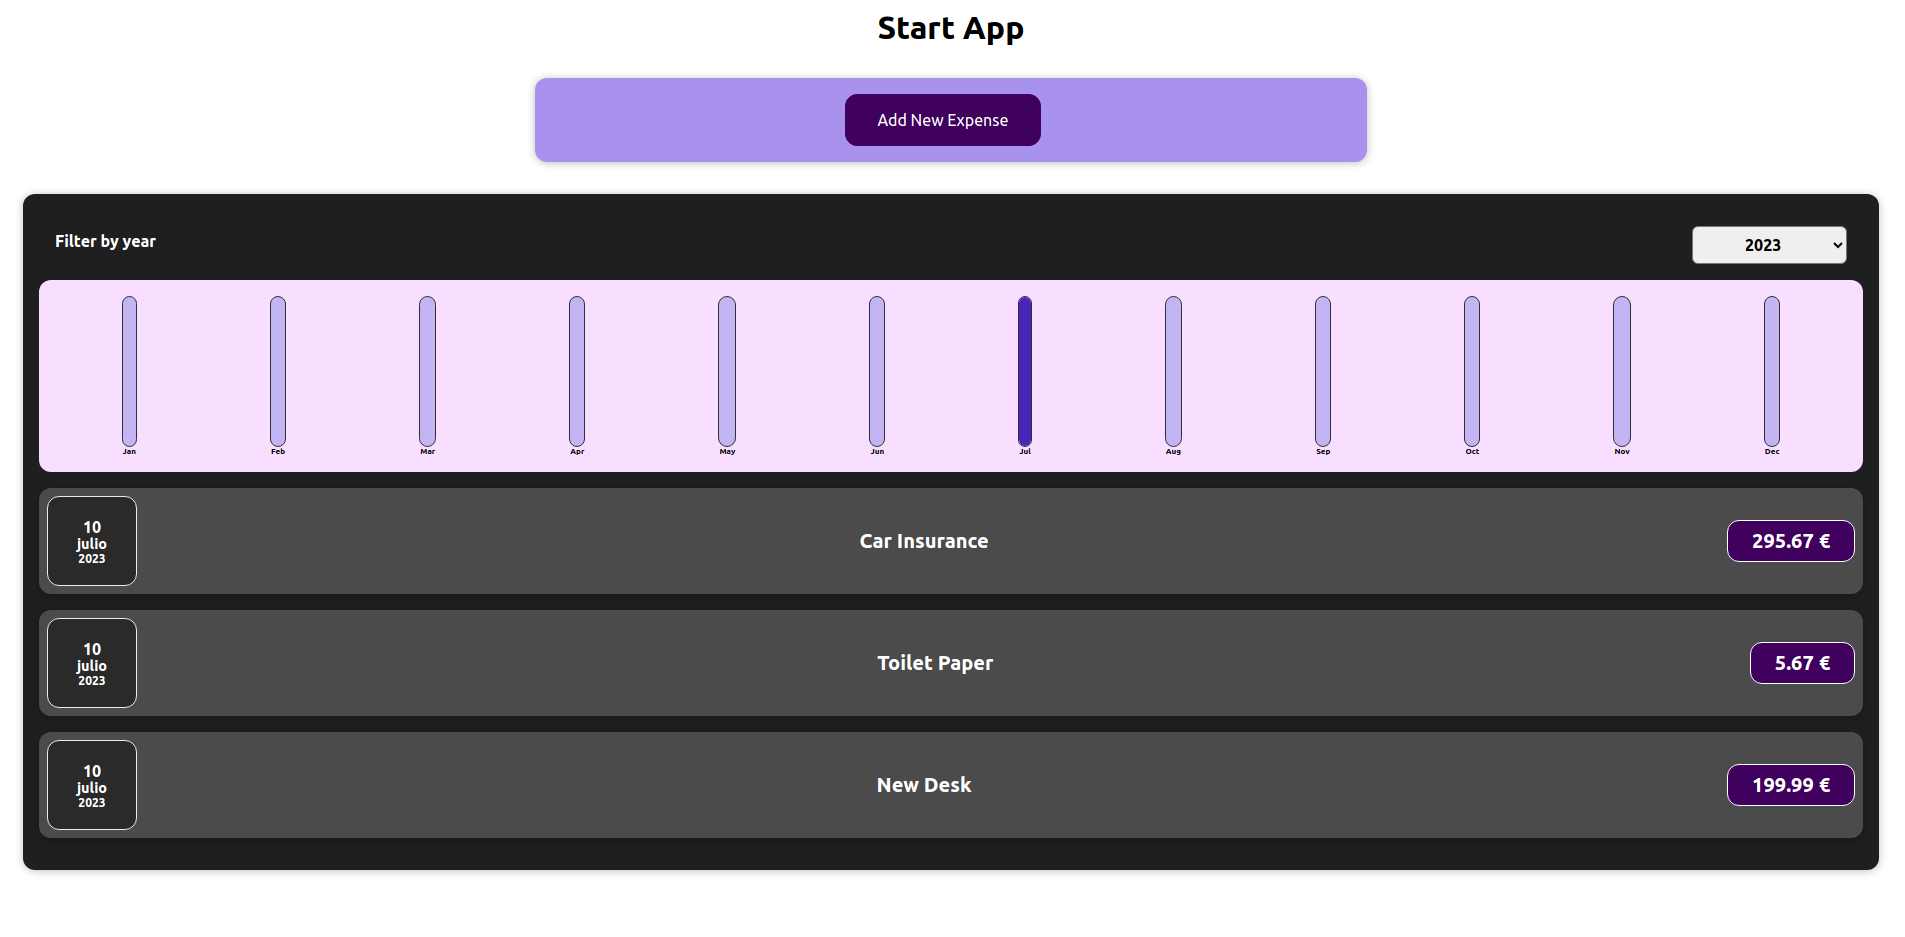 Start App
Add New Expense
Filter by year
2023
Jan Feb Mar Apr May Jun Jul Aug Sep Oct Nov Dec
10
julio
2023
Car Insurance
295.67 €
10
julio
2023
Toilet Paper
5.67 €
10
julio
2023
New Desk
199.99 €